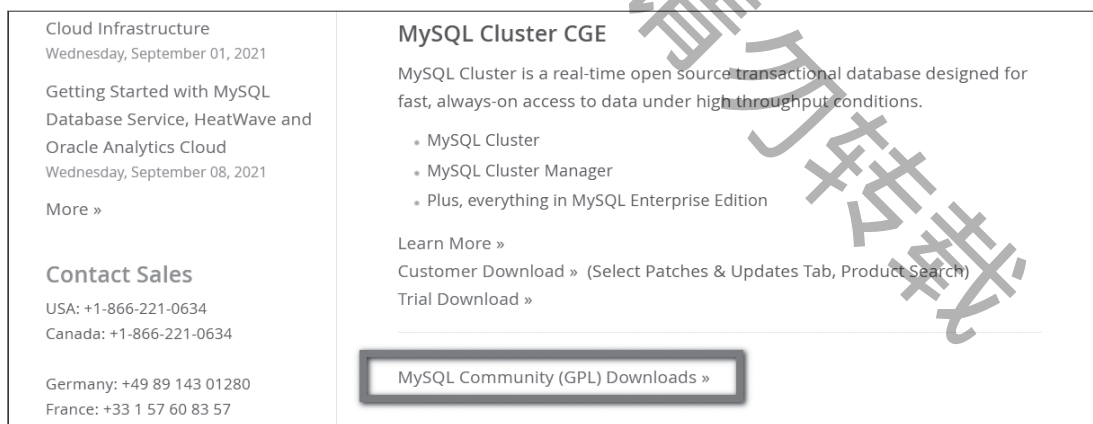 Cloud Infrastructure
Wednesday, September 01, 2021
Getting Started with MySQL
Database Service, HeatWave and
Oracle Analytics Cloud
Wednesday, September 08, 2021
More »
Contact Sales
USA: +1-866-221-0634
Canada: +1-866-221-0634
Germany: +49 89 143 01280
France: +33 1 57 60 83 57
MySQL Cluster CGE
MySQL Cluster is a real-time open source transactional database designed for
fast, always-on access to data under high throughput conditions.
• MySQL Cluster
• MySQL Cluster Manager
• Plus, everything in MySQL Enterprise Edition
Learn More »
Customer Download » (Select Patches & Updates Tab, Product Search)
Trial Download »
MySQL Community (GPL) Downloads »
请勿转载